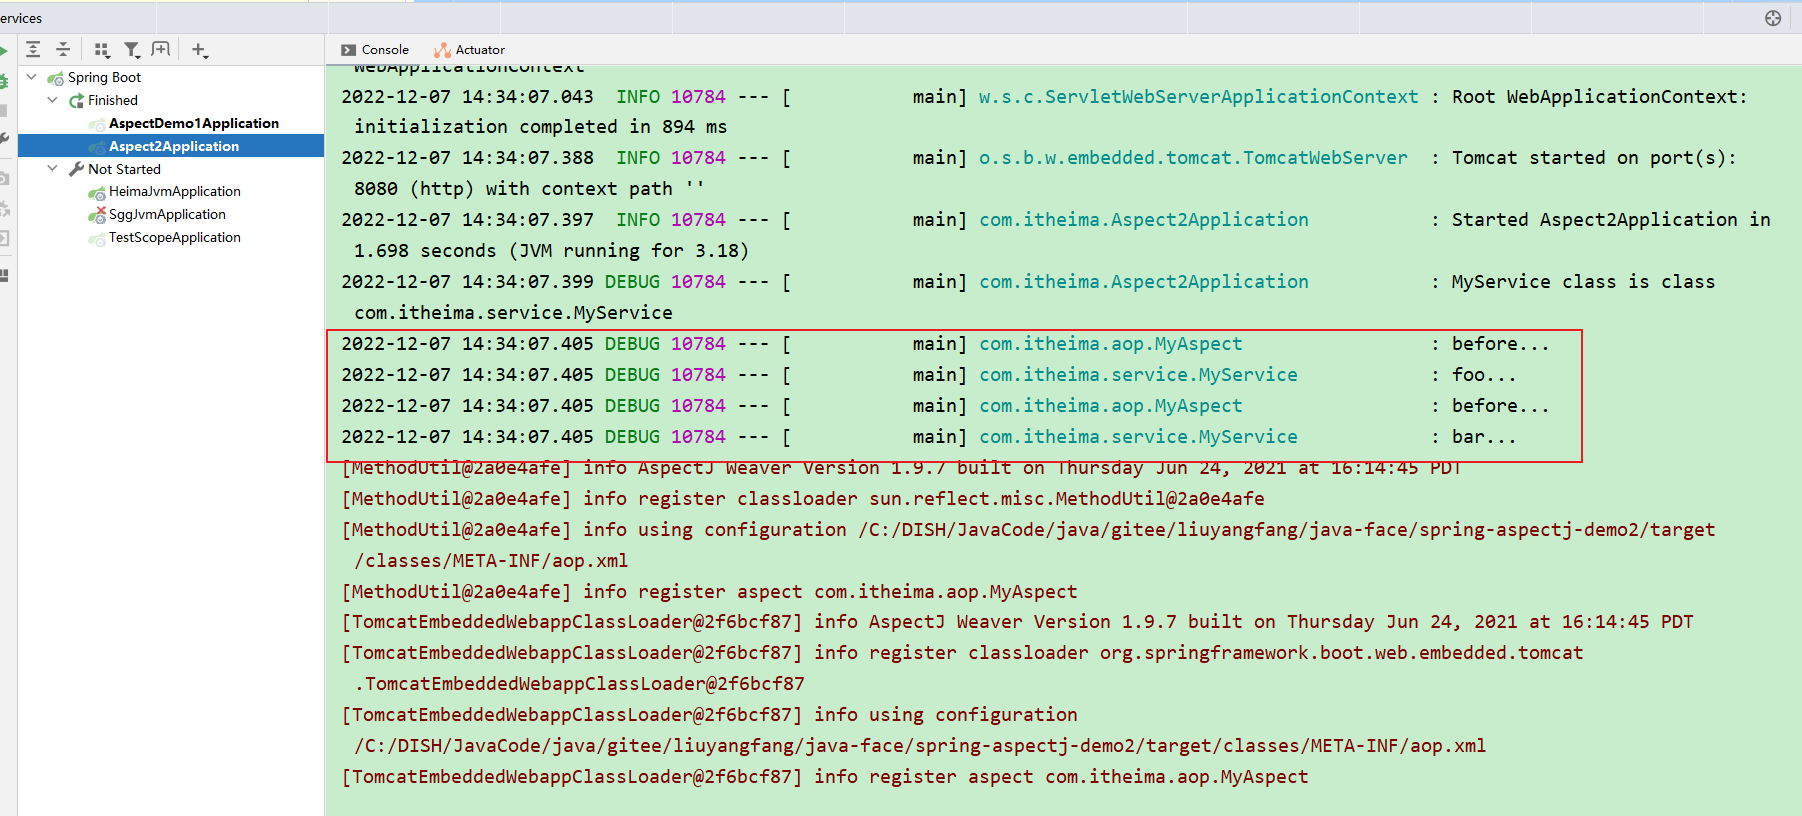 ervices
Console
Actuator
Spring Boot
Finished
AspectDemo1Application
Aspect2Application
Not Started
HeimaJvmApplication
SggJvmApplication
TestScopeApplication
WebApplicationContext
2022-12-07 14:34:07.043  INFO 10784 --- [           main] w.s.c.ServletWebServerApplicationContext : Root WebApplicationContext:
initialization completed in 894 ms
2022-12-07 14:34:07.388  INFO 10784 --- [           main] o.s.b.w.embedded.tomcat.TomcatWebServer  : Tomcat started on port(s):
8080 (http) with context path ''
2022-12-07 14:34:07.397  INFO 10784 --- [           main] com.itheima.Aspect2Application           : Started Aspect2Application in
1.698 seconds (JVM running for 3.18)
2022-12-07 14:34:07.399 DEBUG 10784 --- [           main] com.itheima.Aspect2Application           : MyService class is class
com.itheima.service.MyService
2022-12-07 14:34:07.405 DEBUG 10784 --- [           main] com.itheima.aop.MyAspect                 : before...
2022-12-07 14:34:07.405 DEBUG 10784 --- [           main] com.itheima.service.MyService            : foo...
2022-12-07 14:34:07.405 DEBUG 10784 --- [           main] com.itheima.aop.MyAspect                 : before...
2022-12-07 14:34:07.405 DEBUG 10784 --- [           main] com.itheima.service.MyService            : bar...
[MethodUtil@2a0e4afe] info AspectJ Weaver Version 1.9.7 built on Thursday Jun 24, 2021 at 16:14:45 PDT
[MethodUtil@2a0e4afe] info register classloader sun.reflect.misc.MethodUtil@2a0e4afe
[MethodUtil@2a0e4afe] info using configuration /C:/DISH/JavaCode/java/gitee/liuyangfang/java-face/spring-aspectj-demo2/target
/classes/META-INF/aop.xml
[MethodUtil@2a0e4afe] info register aspect com.itheima.aop.MyAspect
[TomcatEmbeddedWebappClassLoader@2f6bcf87] info AspectJ Weaver Version 1.9.7 built on Thursday Jun 24, 2021 at 16:14:45 PDT
[TomcatEmbeddedWebappClassLoader@2f6bcf87] info register classloader org.springframework.boot.web.embedded.tomcat
.TomcatEmbeddedWebappClassLoader@2f6bcf87
[TomcatEmbeddedWebappClassLoader@2f6bcf87] info using configuration
/C:/DISH/JavaCode/java/gitee/liuyangfang/java-face/spring-aspectj-demo2/target/classes/META-INF/aop.xml
[TomcatEmbeddedWebappClassLoader@2f6bcf87] info register aspect com.itheima.aop.MyAspect